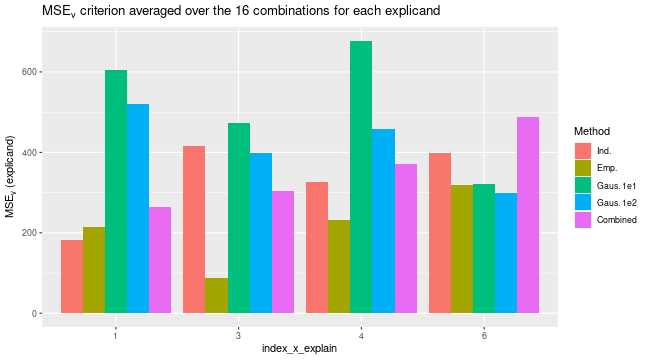 MSEᵥ criterion averaged over the 16 combinations for each explicand
MSEᵥ (explicand)
600
400
200
0
1 3 4 6
index_x_explain
Method
Ind.
Emp.
Gaus. 1e1
Gaus. 1e2
Combined